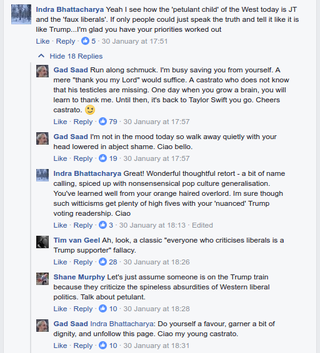 Indra Bhattacharya Yeah I see how the 'petulant child' of the West today is JT
and the 'faux liberals'. If only people could just speak the truth and tell it like it is
like Trump...I'm glad you have your priorities worked out
Like · Reply · 5 · 30 January at 17:51
Hide 18 Replies
Gad Saad Run along schmuck. I'm busy saving you from yourself. A
mere "thank you my Lord" would suffice. A castrato who does not know
that his testicles are missing. One day when you grow a brain, you will
learn to thank me. Until then, it's back to Taylor Swift you go. Cheers
castrato. 😉
Like · Reply · 79 · 30 January at 17:57
Gad Saad I'm not in the mood today so walk away quietly with your
head lowered in abject shame. Ciao bello.
Like · Reply · 19 · 30 January at 17:57
Indra Bhattacharya Great! Wonderful thoughtful retort - a bit of name
calling, spiced up with nonsensensical pop culture generalisation.
You've learned well from your orange haired overlord. Im sure though
such witticisms get plenty of high fives with your 'nuanced' Trump
voting readership. Ciao
Like · Reply · 3 · 30 January at 18:13 · Edited
Tim van Geel Ah, look, a classic "everyone who criticises liberals is a
Trump supporter" fallacy.
Like · Reply · 28 · 30 January at 18:26
Shane Murphy Let's just assume someone is on the Trump train
because they criticize the spineless absurdities of Western liberal
politics. Talk about petulant.
Like · Reply · 10 · 30 January at 18:28
Gad Saad Indra Bhattacharya: Do yourself a favour, garner a bit of
dignity, and unfollow this page. Ciao my young castrato.
Like · Reply · 10 · 30 January at 18:31